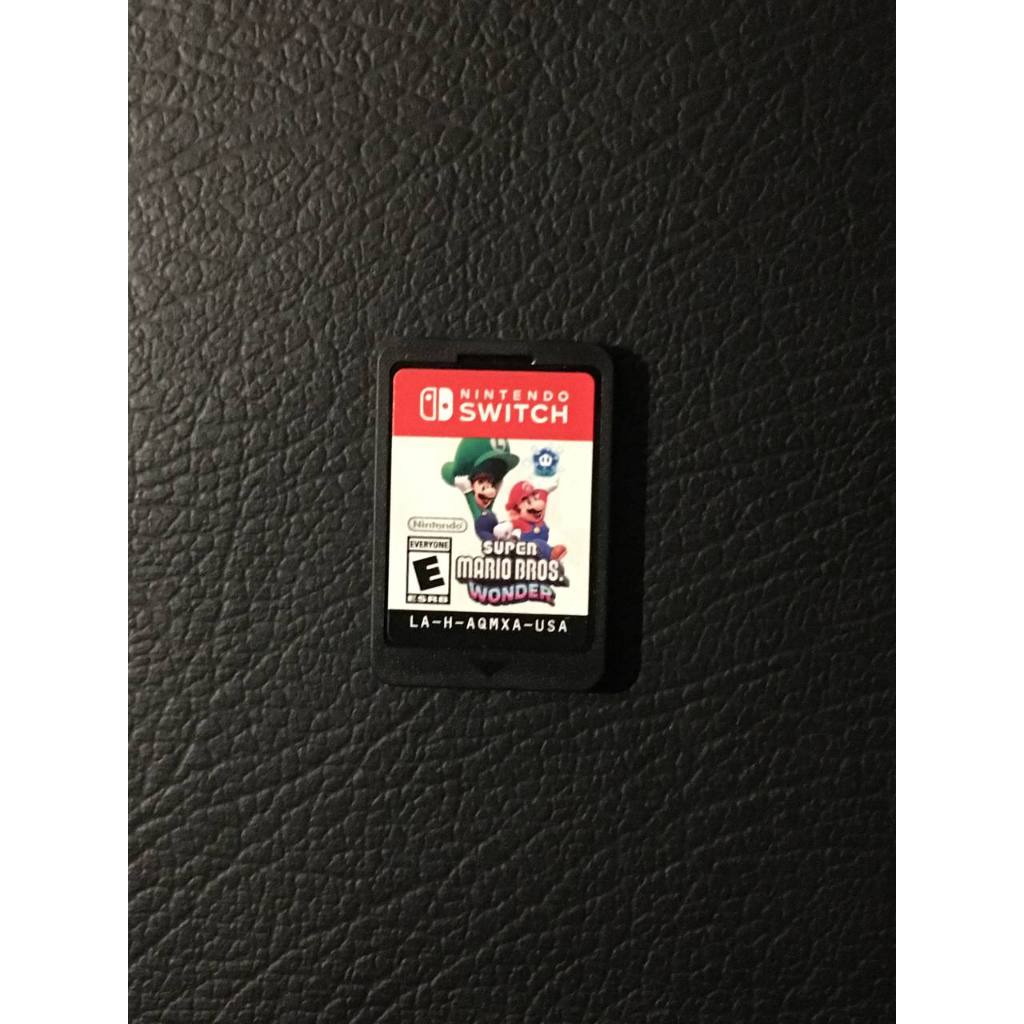 NINTENDO
SWITCH
Nintendo
EVERYONE
E
ESRB
SUPER
MARIO BROS.
WONDER
LA-H-AQMXA-USA